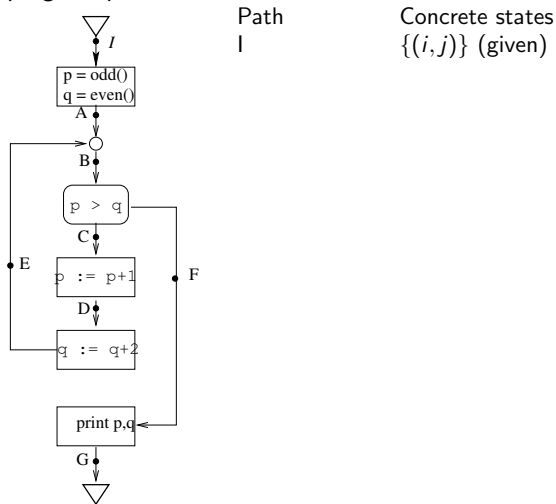 Path Concrete states
I {(i, j)} (given)
I
p = odd()
q = even()
A
B
p > q
C
E
F
p := p+1
D
q := q+2
print p,q
G